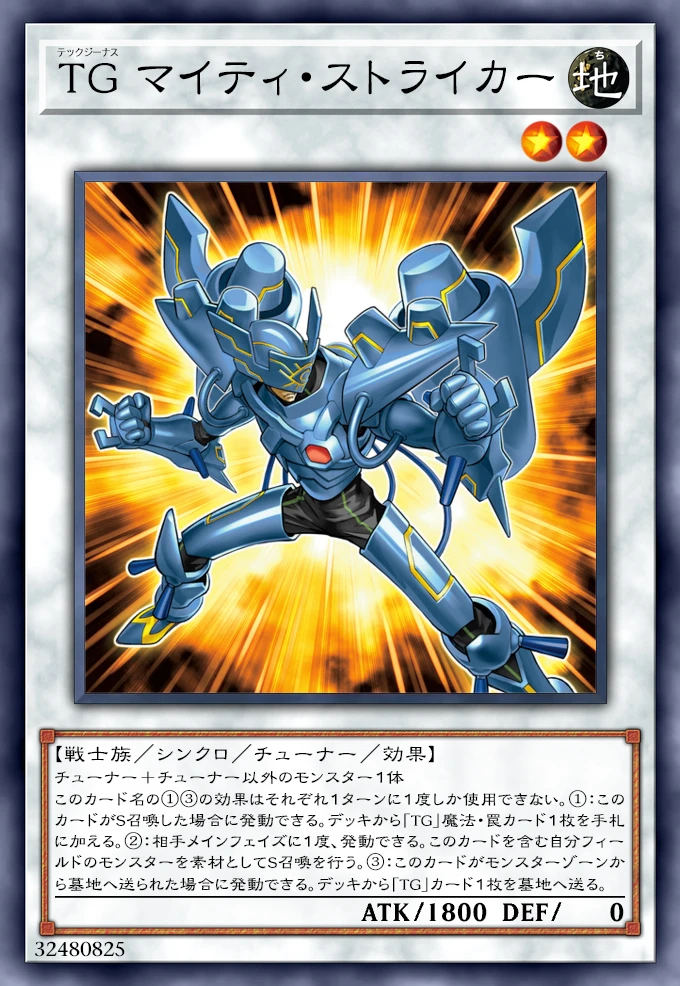 テックジーナス
TG マイティ・ストライカー
ち
地
【戦士族／シンクロ／チューナー／効果】
チューナー＋チューナー以外のモンスター１体
このカード名の①③の効果はそれぞれ１ターンに１度しか使用できない。①：この
カードがＳ召喚した場合に発動できる。デッキから「TG」魔法・罠カード１枚を手札
に加える。②：相手メインフェイズに１度、発動できる。このカードを含む自分フィー
ルドのモンスターを素材としてＳ召喚を行う。③：このカードがモンスターゾーンか
ら墓地へ送られた場合に発動できる。デッキから「TG」カード１枚を墓地へ送る。
ATK/1800 DEF/ 0
32480825